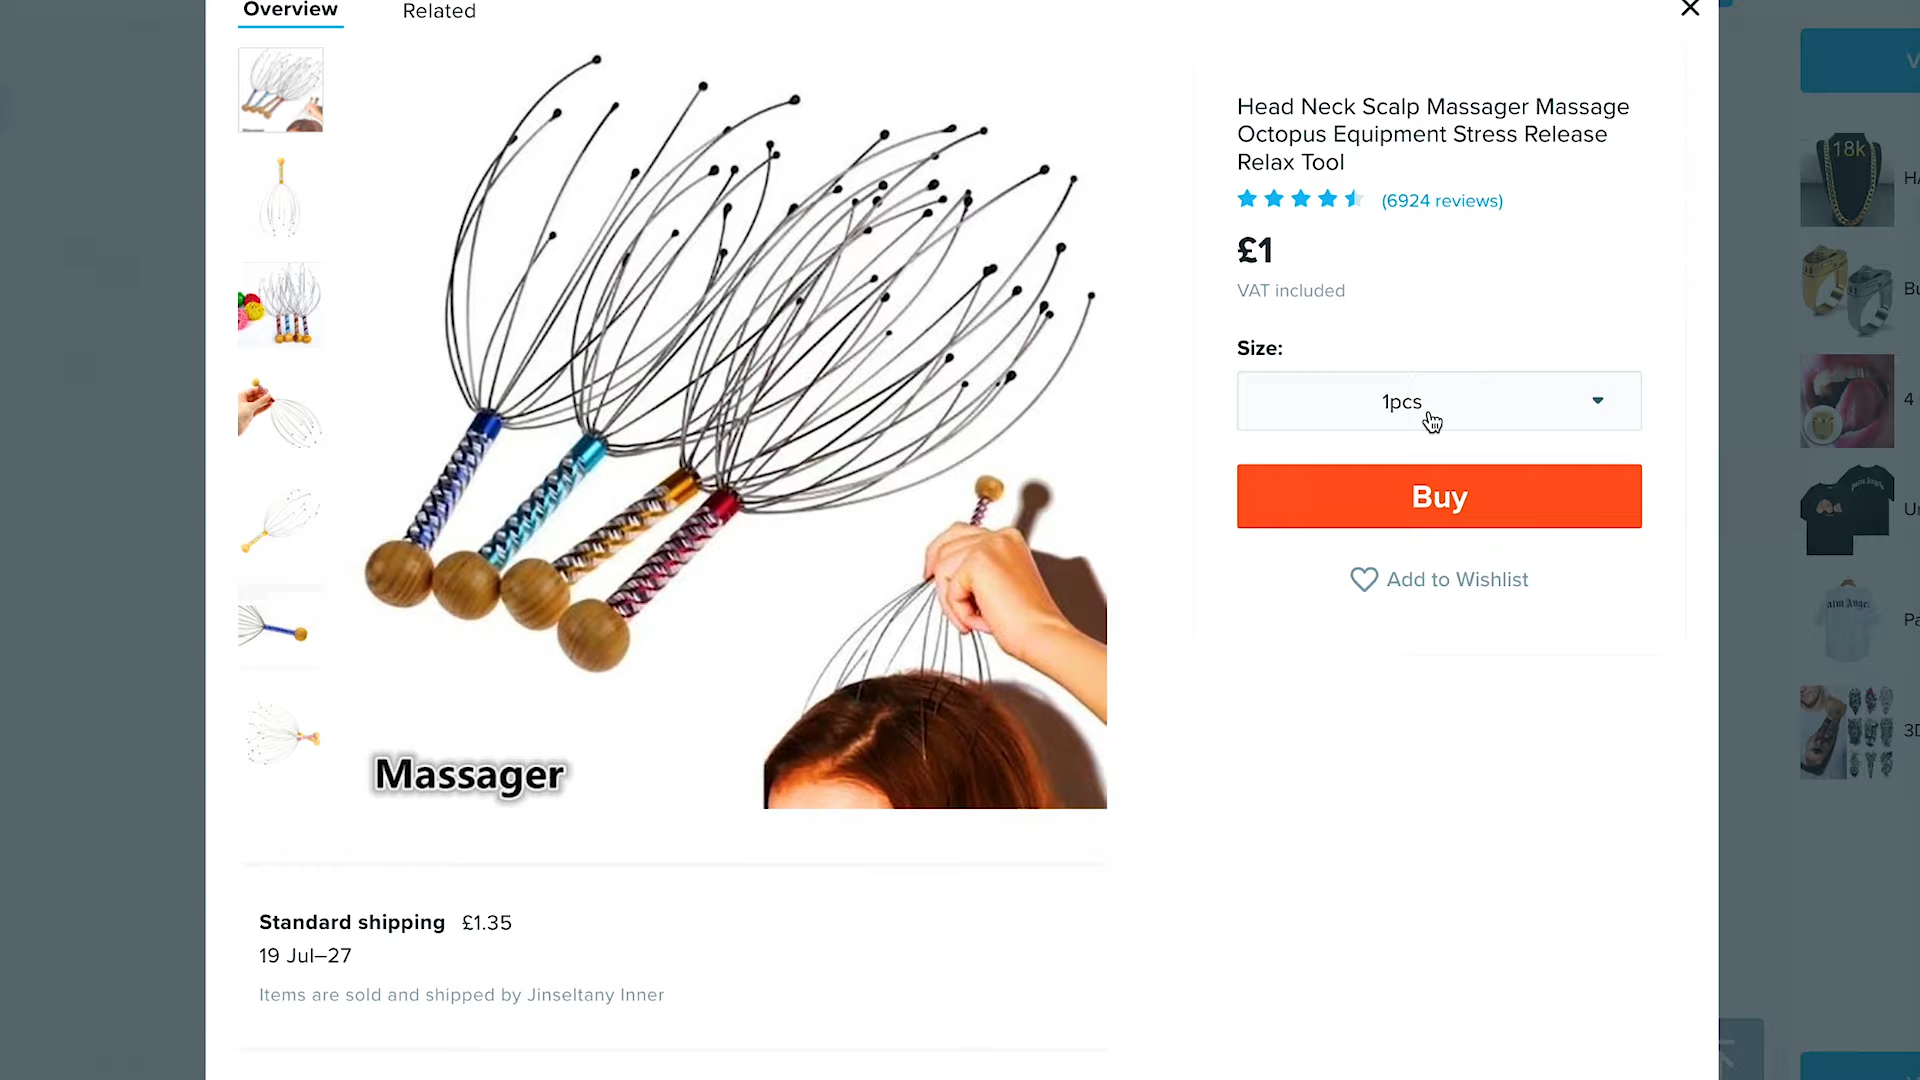 Overview
Related
Head Neck Scalp Massager Massage
Octopus Equipment Stress Release
Relax Tool
(6924 reviews)
£1
VAT included
Size:
1pcs
Buy
Add to Wishlist
Massager
Standard shipping £1.35
19 Jul–27
Items are sold and shipped by Jinseltany Inner
18k
4
3D